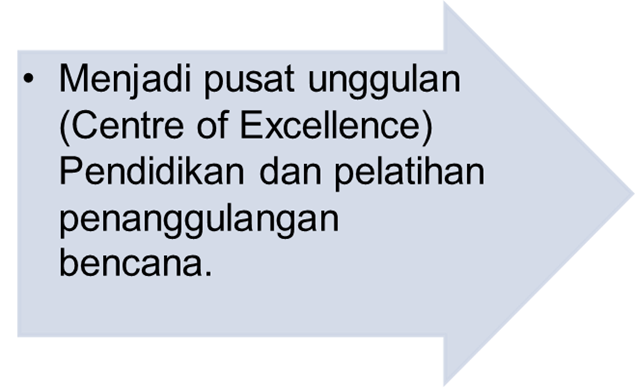 • Menjadi pusat unggulan
(Centre of Excellence)
Pendidikan dan pelatihan
penanggulangan
bencana.